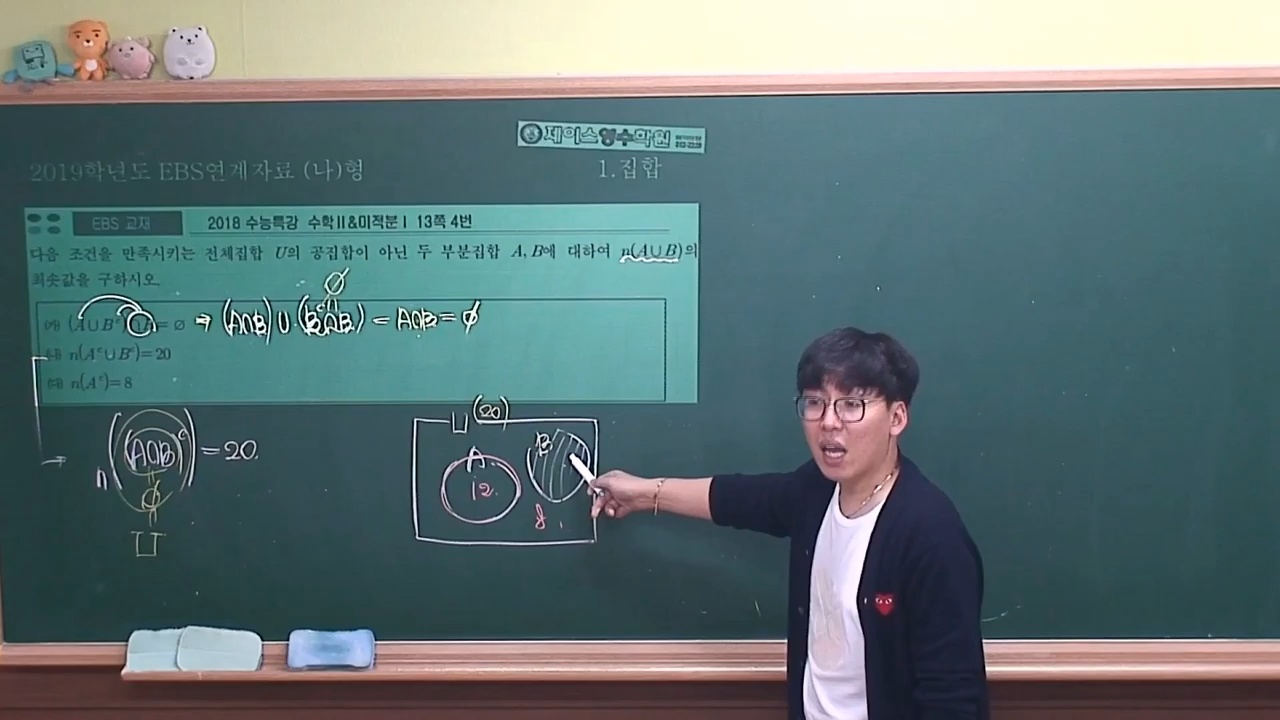 제이스영수학원
2019학년도 EBS연계자료 (나)형
1.집합
EBS 교재
2018 수능특강 수학Ⅱ&미적분Ⅰ 13쪽 4번
다음 조건을 만족시키는 전체집합 U의 공집합이 아닌 두 부분집합 A, B에 대하여 n(A∪B)의
최솟값을 구하시오.
(가) (A∪Bᶜ)∩B=∅ → (A∩B)∪(Bᶜ∩B) = A∩B = ∅
∅
(나) n(Aᶜ∪Bᶜ)=20
(다) n(Aᶜ)=8
→ n((A∩B)ᶜ) = 20.
∅
U
U (20)
A
B
12.
8.